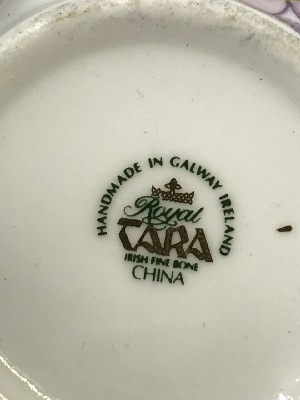 HANDMADE IN GALWAY IRELAND
Royal
TARA
IRISH FINE BONE
CHINA